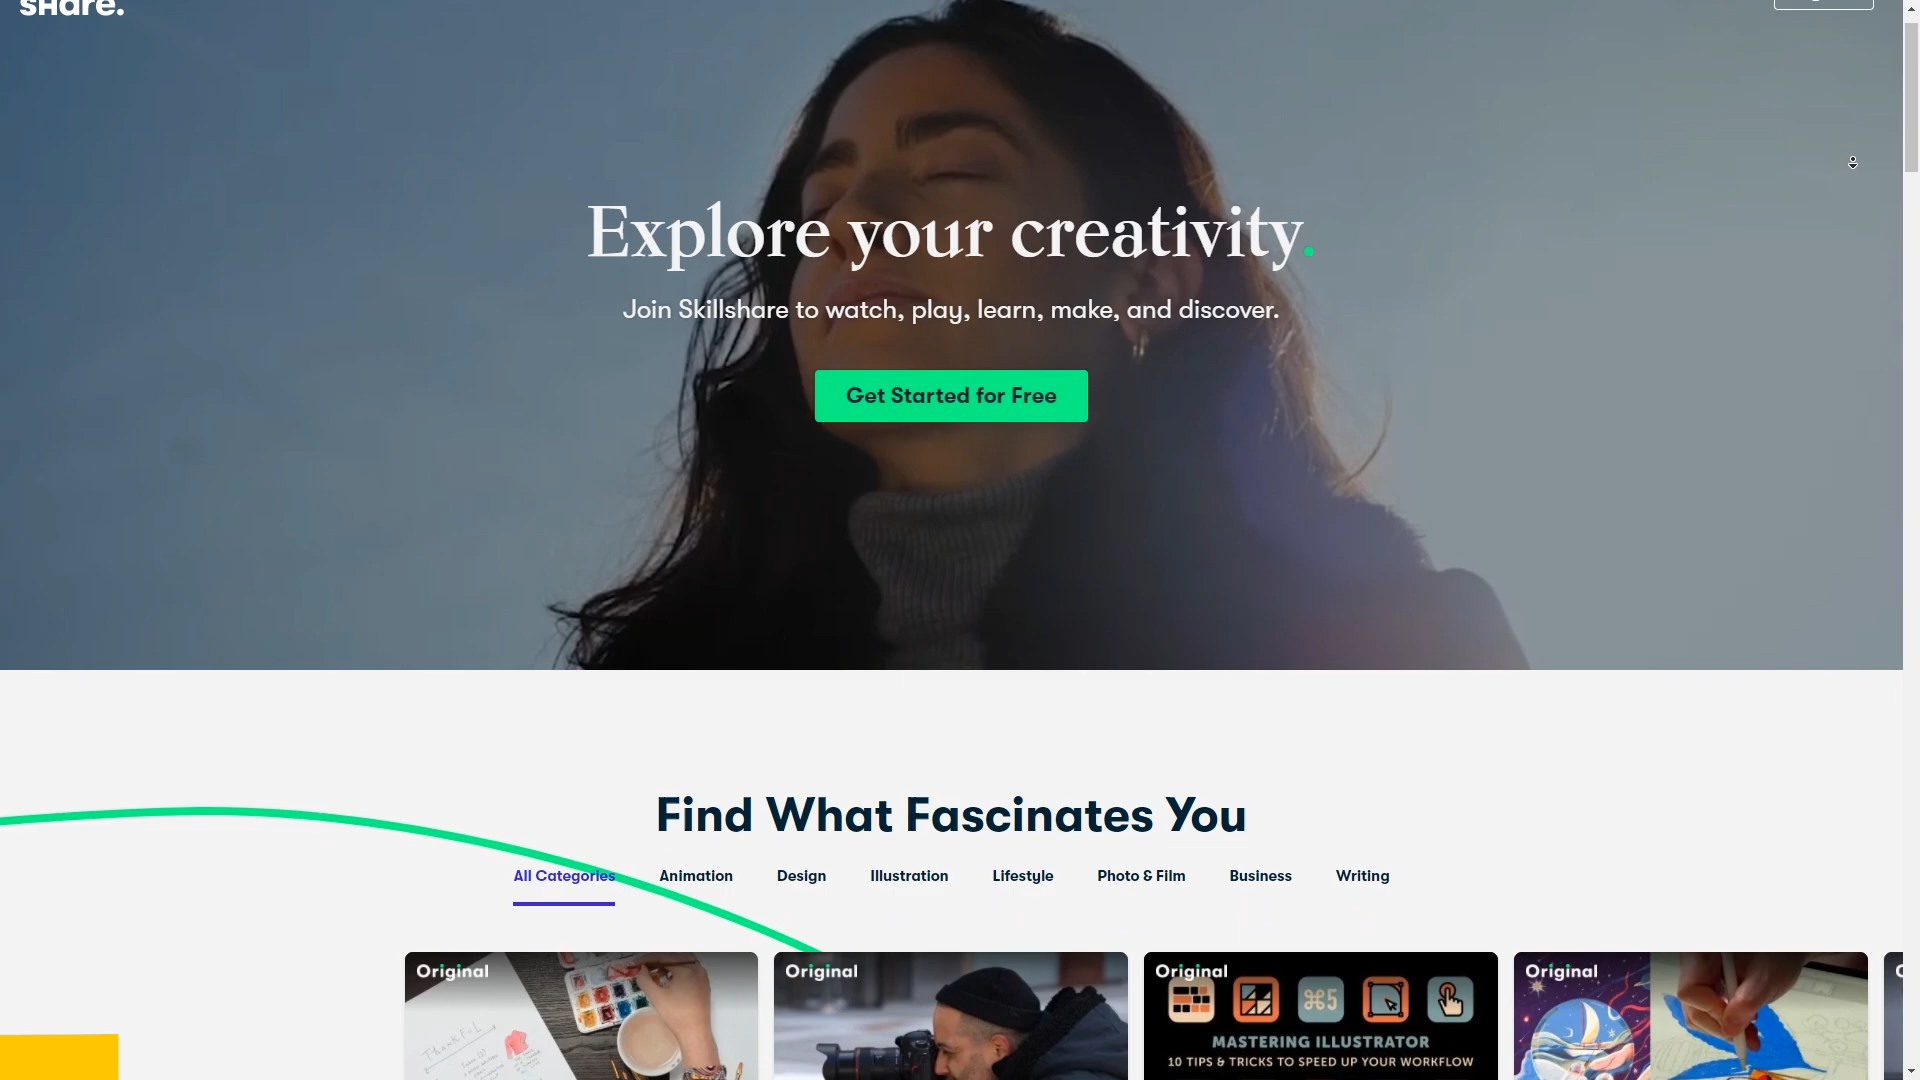 share.
Explore your creativity.
Join Skillshare to watch, play, learn, make, and discover.
Get Started for Free
Find What Fascinates You
All Categories
Animation
Design
Illustration
Lifestyle
Photo & Film
Business
Writing
Original
THANKFUL
Original
Original
⌘5
MASTERING ILLUSTRATOR
10 TIPS & TRICKS TO SPEED UP YOUR WORKFLOW
Original